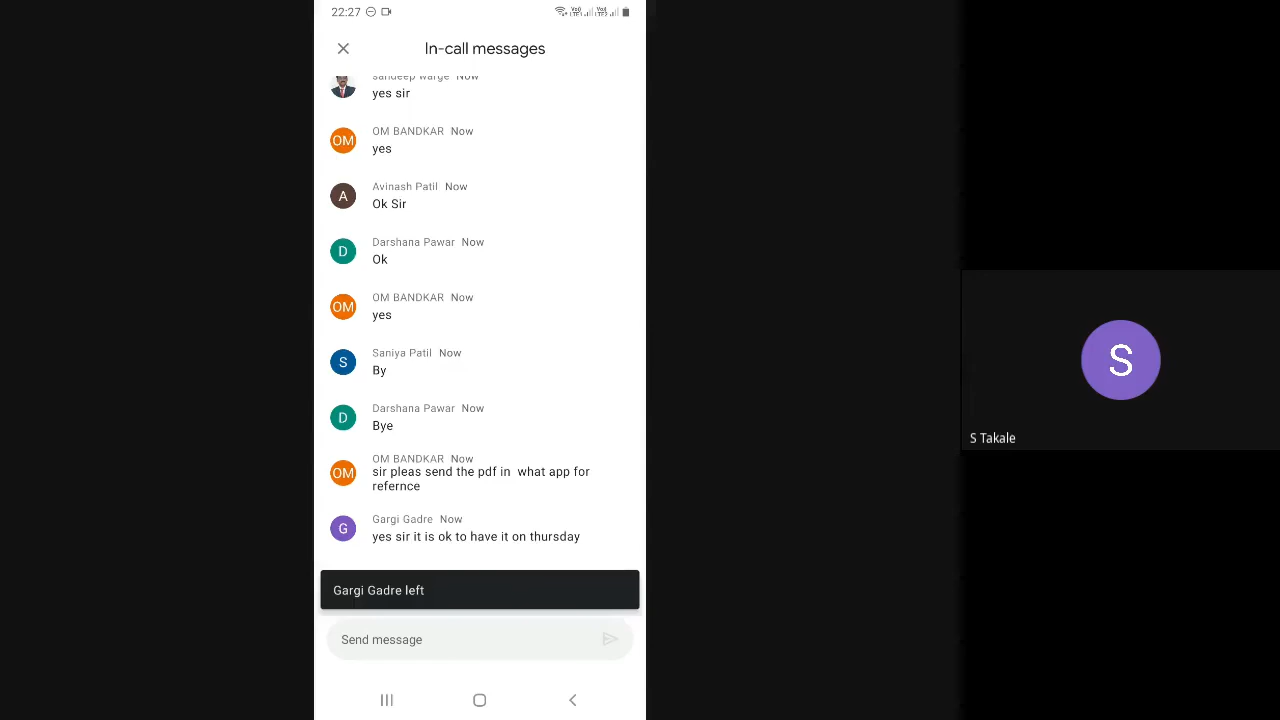 22:27
In-call messages
sandeep warge Now
yes sir
OM
OM BANDKAR Now
yes
A
Avinash Patil Now
Ok Sir
D
Darshana Pawar Now
Ok
OM
OM BANDKAR Now
yes
S
Saniya Patil Now
By
D
Darshana Pawar Now
Bye
OM
OM BANDKAR Now
sir pleas send the pdf in what app for
refernce
G
Gargi Gadre Now
yes sir it is ok to have it on thursday
Gargi Gadre left
Send message
S
S Takale